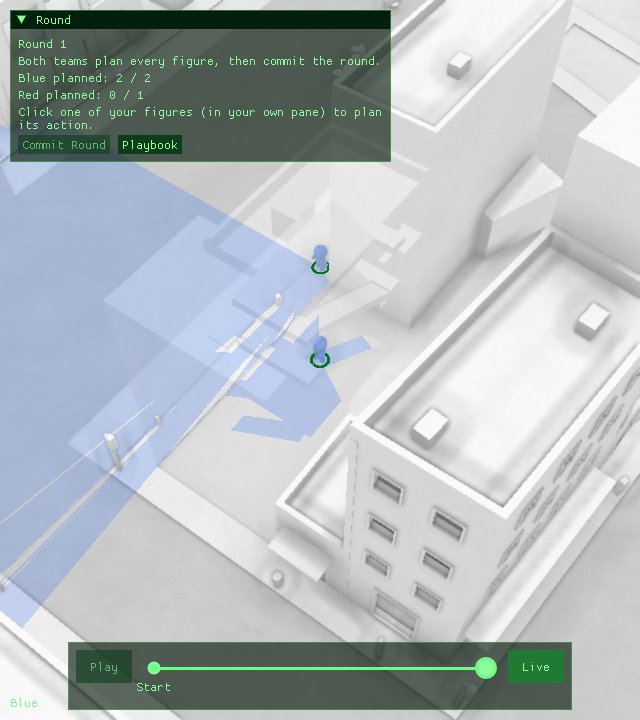 Round
Round 1
Both teams plan every figure, then commit the round.
Blue planned: 2 / 2
Red planned: 0 / 1
Click one of your figures (in your own pane) to plan
its action.
Commit Round
Playbook
Play
Start
Live
Blue